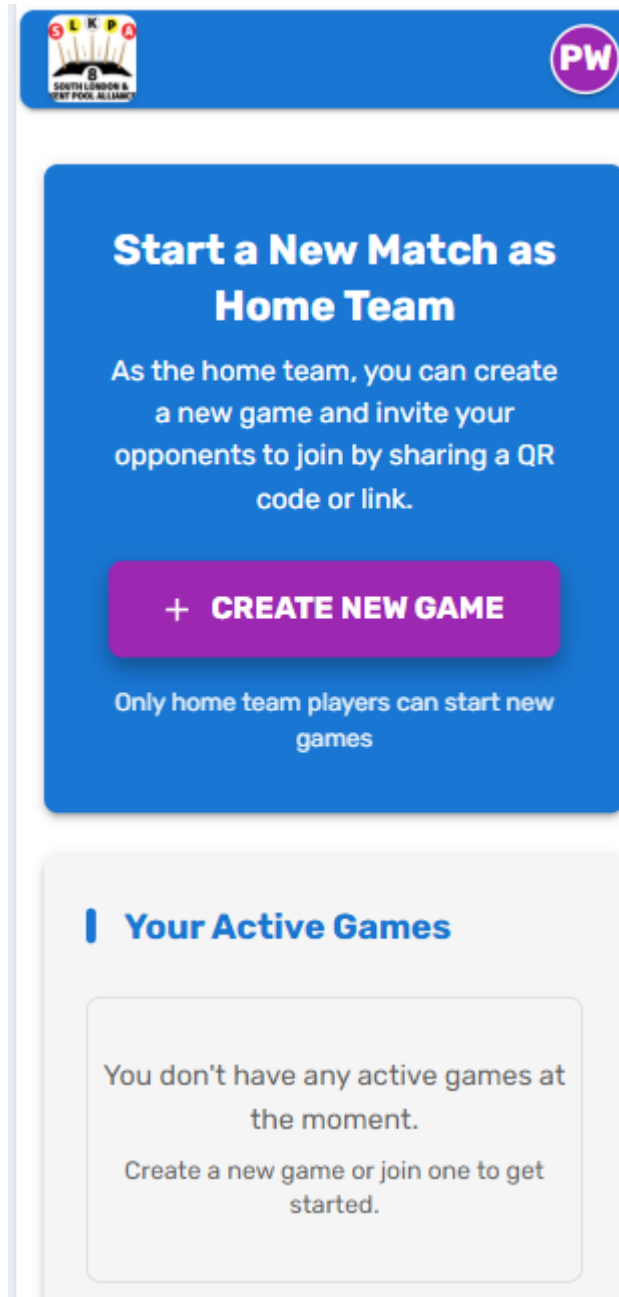 S L K P A
8
SOUTH LONDON &
KENT POOL ALLIANCE
PW
Start a New Match as
Home Team
As the home team, you can create
a new game and invite your
opponents to join by sharing a QR
code or link.
+ CREATE NEW GAME
Only home team players can start new
games
Your Active Games
You don't have any active games at
the moment.
Create a new game or join one to get
started.